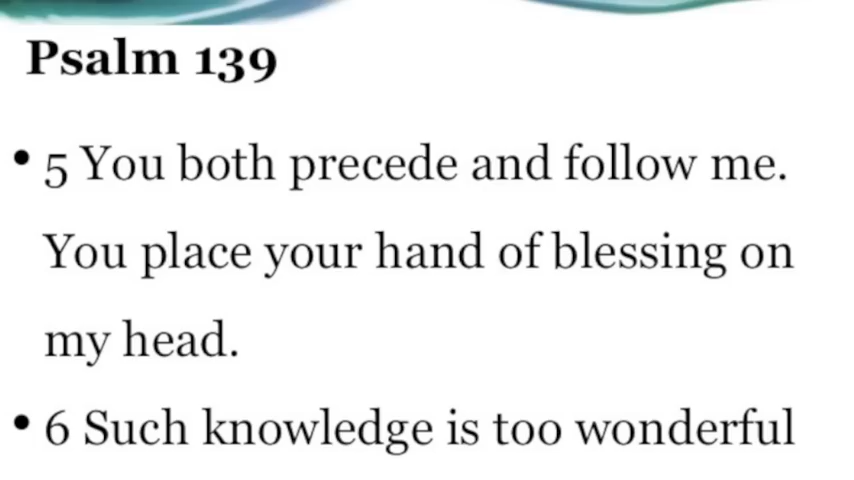 Psalm 139
• 5 You both precede and follow me.
You place your hand of blessing on
my head.
• 6 Such knowledge is too wonderful